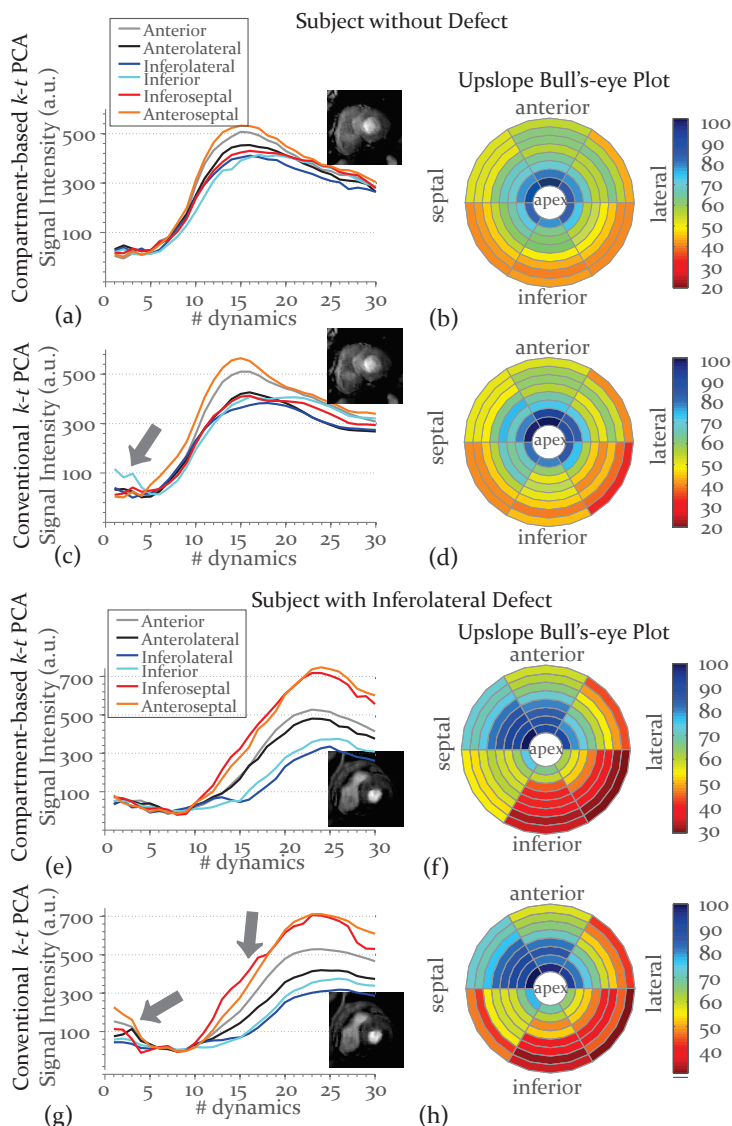 Subject without Defect
Anterior
Anterolateral
Inferolateral
Inferior
Inferoseptal
Anteroseptal
Compartment-based k-t PCA
Signal Intensity (a.u.)
500
300
100
0 5 10 15 20 25 30
# dynamics
(a)
Upslope Bull's-eye Plot
anterior
septal
apex
lateral
inferior
100
90
80
70
60
50
40
30
20
(b)
Conventional k-t PCA
Signal Intensity (a.u.)
500
300
100
0 5 10 15 20 25 30
# dynamics
(c)
anterior
septal
apex
lateral
inferior
100
90
80
70
60
50
40
30
20
(d)
Subject with Inferolateral Defect
Anterior
Anterolateral
Inferolateral
Inferior
Inferoseptal
Anteroseptal
Compartment-based k-t PCA
Signal Intensity (a.u.)
700
500
300
100
0 5 10 15 20 25 30
# dynamics
(e)
Upslope Bull's-eye Plot
anterior
septal
apex
lateral
inferior
100
90
80
70
60
50
40
30
(f)
Conventional k-t PCA
Signal Intensity (a.u.)
700
500
300
100
0 5 10 15 20 25 30
# dynamics
(g)
anterior
septal
apex
lateral
inferior
100
90
80
70
60
50
40
(h)